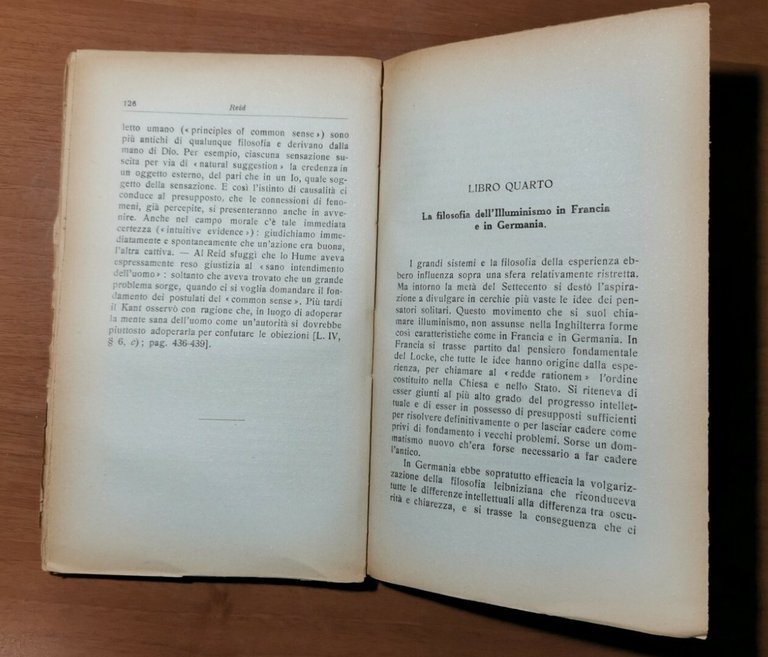 126
Reid
letto umano (« principles of common sense ») sono
più antichi di qualunque filosofia e derivano dalla
mano di Dio. Per esempio, ciascuna sensazione su-
scita per via di « natural suggestion » la credenza in
un oggetto esterno, del pari che in un Io, quale sog-
getto della sensazione. E così l'istinto di causalità ci
conduce al presupposto, che le connessioni di feno-
meni, già percepite, si presenteranno anche in avve-
nire. Anche nel campo morale c'è tale immediata
certezza (« intuitive evidence ») : giudichiamo imme-
diatamente e spontaneamente che un'azione era buona,
l'altra cattiva. — Al Reid sfuggì che lo Hume aveva
espressamente reso giustizia al « sano intendimento
dell'uomo » : soltanto che aveva trovato che un grande
problema sorge, quando ci si voglia domandare il fon-
damento dei postulati del « common sense ». Più tardi
il Kant osservò con ragione che, in luogo di adoperar
la mente sana dell'uomo come un'autorità si dovrebbe
piuttosto adoperarla per confutare le obiezioni [L. IV,
§ 6, c) ; pag. 436-439].
LIBRO QUARTO
La filosofia dell'Illuminismo in Francia
e in Germania.
I grandi sistemi e la filosofia della esperienza eb-
bero influenza sopra una sfera relativamente ristretta.
Ma intorno la metà del Settecento si destò l'aspira-
zione a divulgar in cerchie più vaste le idee dei pen-
satori solitari. Questo movimento che si suol chia-
mare illuminismo, non assunse nella Inghilterra forme
così caratteristiche come in Francia e in Germania. In
Francia si trasse partito dal pensiero fondamentale
del Locke, che tutte le idee hanno origine dalla espe-
rienza, per chiamare al « redde rationem » l'ordine
costituito nella Chiesa e nello Stato. Si riteneva di
esser giunti al più alto grado del progresso intellet-
tuale e di esser in possesso di presupposti sufficienti
per risolvere definitivamente o per lasciar cadere come
privi di fondamento i vecchi problemi. Sorse un dom-
matismo nuovo ch'era forse necessario a far cadere
l'antico.
In Germania ebbe sopratutto efficacia la volgariz-
zazione della filosofia leibniziana che riconduceva
tutte le differenze intellettuali alla differenza tra oscu-
rità e chiarezza, e si trasse la conseguenza che ci